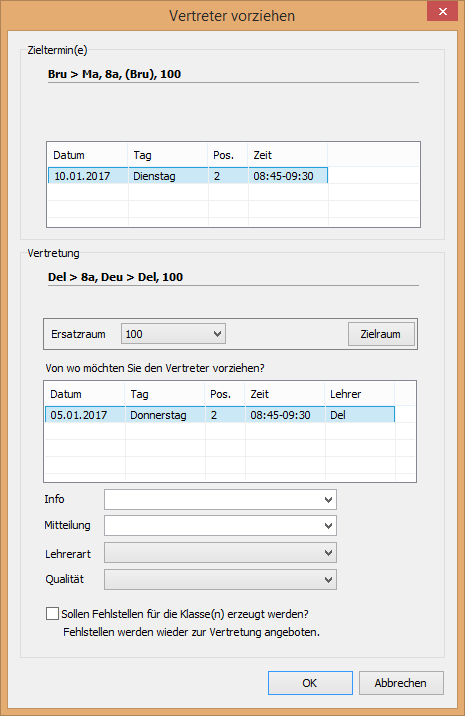 Vertreter vorziehen
Zieltermin(e)
Bru > Ma, 8a, (Bru), 100
Datum Tag Pos. Zeit
10.01.2017 Dienstag 2 08:45-09:30
Vertretung
Del > 8a, Deu > Del, 100
Ersatzraum 100 Zielraum
Von wo möchten Sie den Vertreter vorziehen?
Datum Tag Pos. Zeit Lehrer
05.01.2017 Donnerstag 2 08:45-09:30 Del
Info
Mitteilung
Lehrerart
Qualität
Sollen Fehlstellen für die Klasse(n) erzeugt werden?
Fehlstellen werden wieder zur Vertretung angeboten.
OK Abbrechen